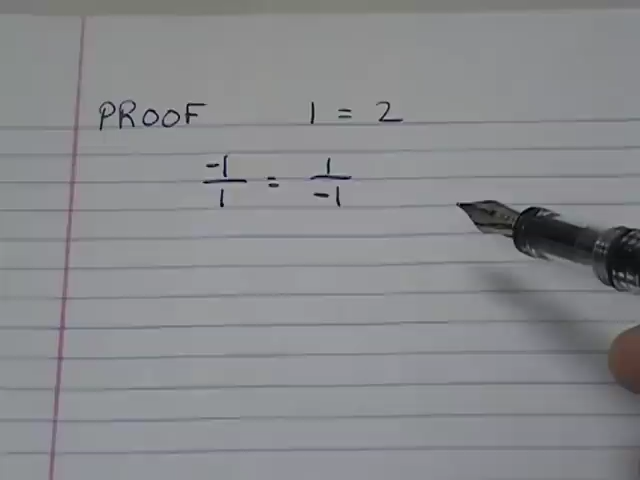 PROOF 1 = 2
-1/1 = 1/-1